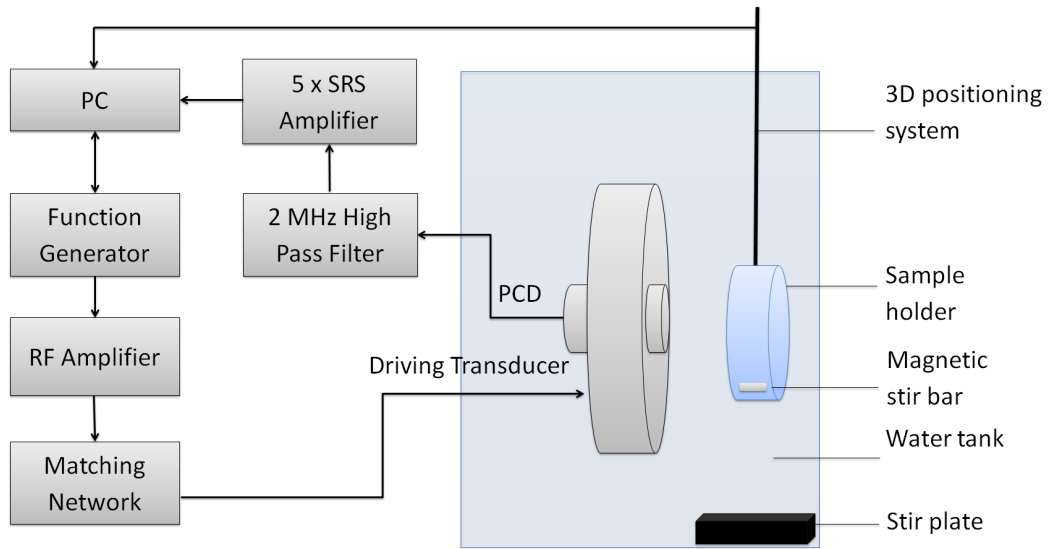 PC
5 x SRS
Amplifier
3D positioning
system
Function
Generator
2 MHz High
Pass Filter
PCD
Sample
holder
RF Amplifier
Driving Transducer
Magnetic
stir bar
Water tank
Matching
Network
Stir plate